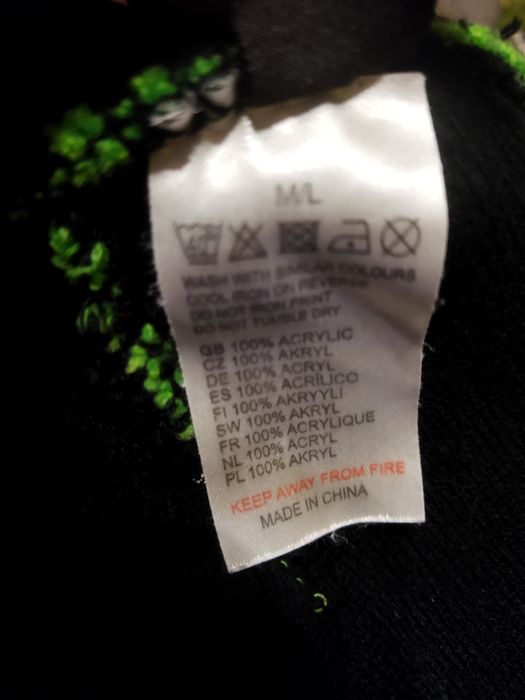 M/L
40
WASH WITH SIMILAR COLOURS
COOL IRON ON REVERSE
DO NOT IRON PRINT
DO NOT TUMBLE DRY
GB 100% ACRYLIC
CZ 100% AKRYL
DE 100% ACRYL
ES 100% ACRÍLICO
FI 100% AKRYYLI
SW 100% AKRYL
FR 100% ACRYLIQUE
NL 100% ACRYL
PL 100% AKRYL
KEEP AWAY FROM FIRE
MADE IN CHINA